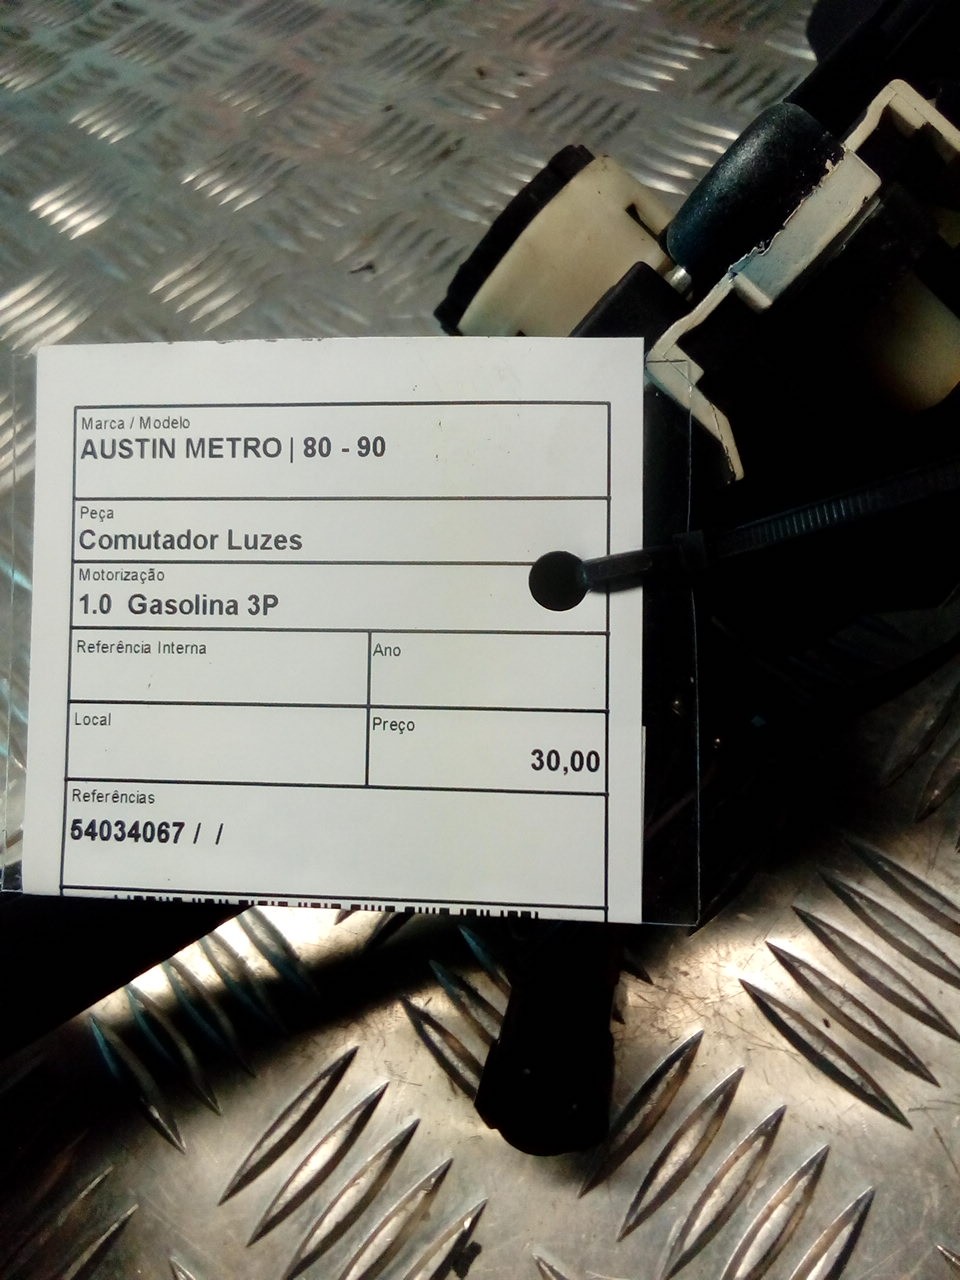 Marca / Modelo
AUSTIN METRO | 80 - 90
Peça
Comutador Luzes
Motorização
1.0 Gasolina 3P
Referência Interna
Ano
Local
Preço
30,00
Referências
54034067 / /